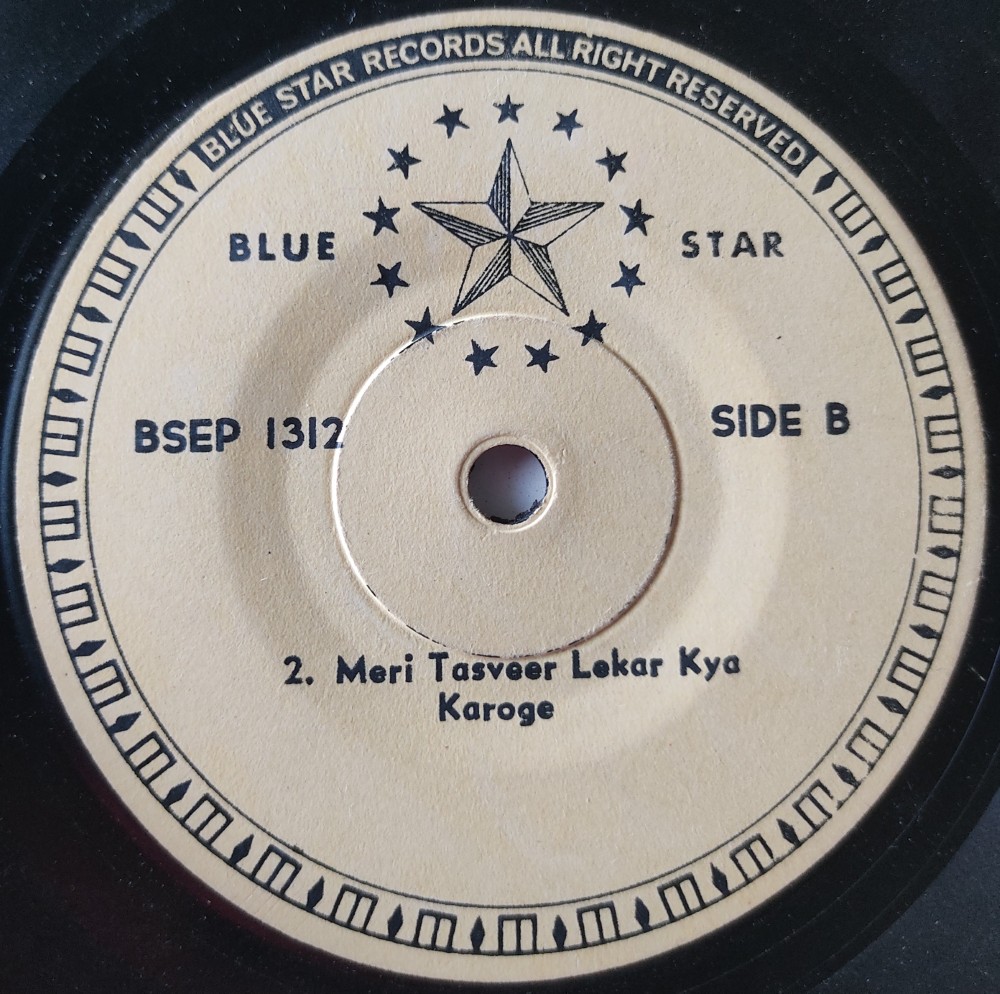 BLUE STAR RECORDS ALL RIGHT RESERVED
BLUE STAR
BSEP 1312
SIDE B
2. Meri Tasveer Lekar Kya
Karoge